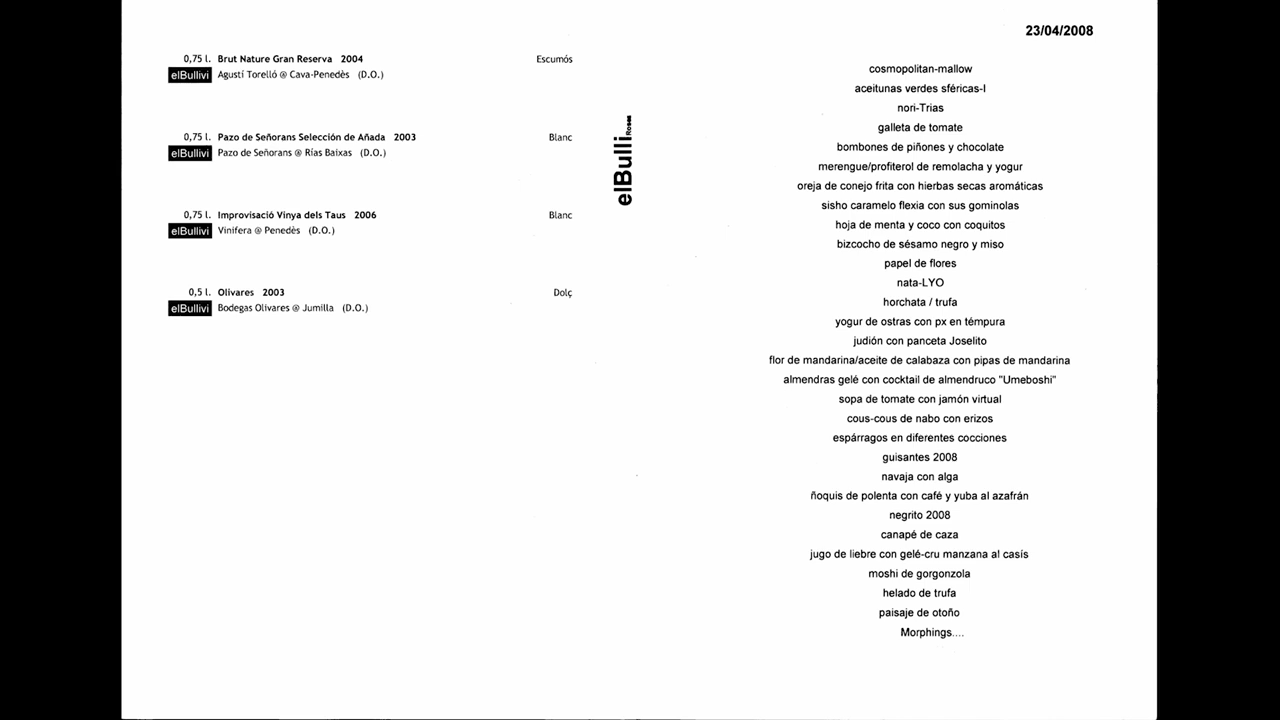 0,75 l. Brut Nature Gran Reserva 2004 Escumós
elBullivi Agustí Torelló @ Cava-Penedès (D.O.)
0,75 l. Pazo de Señorans Selección de Añada 2003 Blanc
elBullivi Pazo de Señorans @ Rías Baixas (D.O.)
0,75 l. Improvisació Vinya dels Taus 2006 Blanc
elBullivi Vinifera @ Penedès (D.O.)
0,5 l. Olivares 2003 Dolç
elBullivi Bodegas Olivares @ Jumilla (D.O.)
elBulli Roses
23/04/2008
cosmopolitan-mallow
aceitunas verdes sféricas-I
nori-Trias
galleta de tomate
bombones de piñones y chocolate
merengue/profiterol de remolacha y yogur
oreja de conejo frita con hierbas secas aromáticas
sisho caramelo flexia con sus gominolas
hoja de menta y coco con coquitos
bizcocho de sésamo negro y miso
papel de flores
nata-LYO
horchata / trufa
yogur de ostras con px en témpura
judión con panceta Joselito
flor de mandarina/aceite de calabaza con pipas de mandarina
almendras gelé con cocktail de almendruco "Umeboshi"
sopa de tomate con jamón virtual
cous-cous de nabo con erizos
espárragos en diferentes cocciones
guisantes 2008
navaja con alga
ñoquis de polenta con café y yuba al azafrán
negrito 2008
canapé de caza
jugo de liebre con gelé-cru manzana al casís
moshi de gorgonzola
helado de trufa
paisaje de otoño
Morphings....